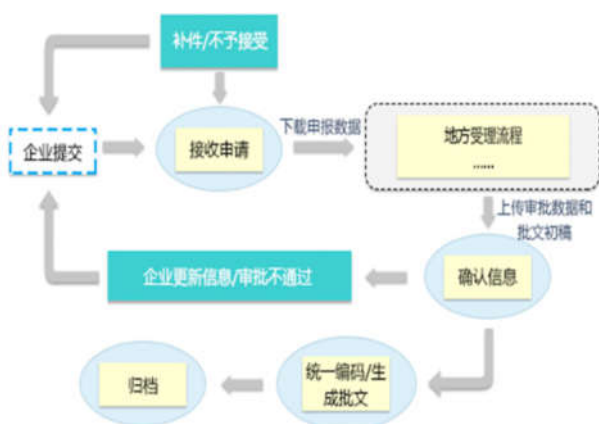 补件/不予接受
企业提交
接收申请
下载申报数据
地方受理流程
……
上传审批数据和
批文初稿
企业更新信息/审批不通过
确认信息
归档
统一编码/生
成批文